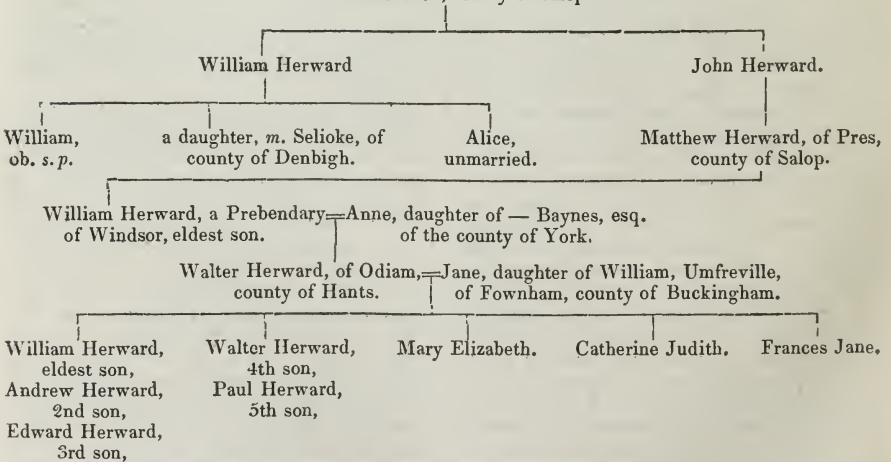 William Herward
John Herward.
William,
ob. s. p.
a daughter, m. Selioke, of
county of Denbigh.
Alice,
unmarried.
Matthew Herward, of Pres,
county of Salop.
William Herward, a Prebendary=Anne, daughter of — Baynes, esq.
of Windsor, eldest son.
of the county of York.
Walter Herward, of Odiam,=Jane, daughter of William, Umfreville,
county of Hants.
of Fownham, county of Buckingham.
William Herward,
eldest son,
Andrew Herward,
2nd son,
Edward Herward,
3rd son,
Walter Herward,
4th son,
Paul Herward,
5th son,
Mary Elizabeth.
Catherine Judith.
Frances Jane.